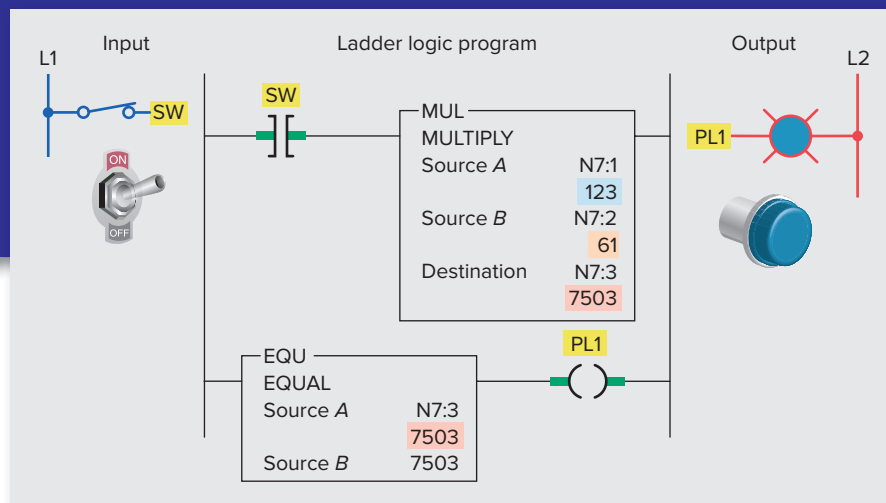 Input
Ladder logic program
Output
L1
L2
SW
SW
ON
OFF
MUL
MULTIPLY
Source A N7:1
123
Source B N7:2
61
Destination N7:3
7503
PL1
PL1
EQU
EQUAL
Source A N7:3
7503
Source B 7503